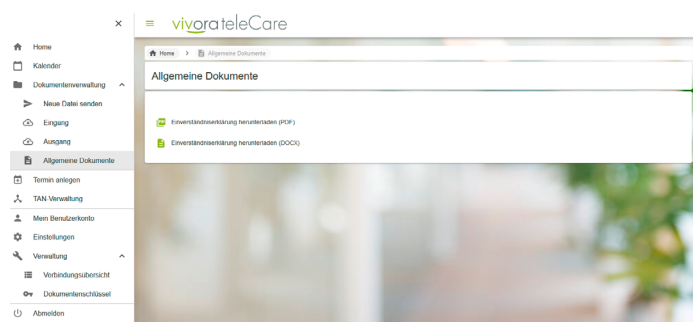 vivora teleCare
Home
Kalender
Dokumentenverwaltung
Neue Datei senden
Eingang
Ausgang
Allgemeine Dokumente
Termin anlegen
TAN-Verwaltung
Mein Benutzerkonto
Einstellungen
Verwaltung
Verbindungsübersicht
Dokumentenschlüssel
Abmelden
Home > Allgemeine Dokumente
Allgemeine Dokumente
Einverständniserklärung herunterladen (PDF)
Einverständniserklärung herunterladen (DOCX)